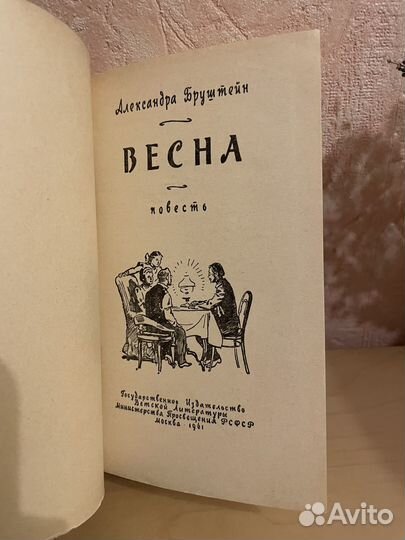 Александра Бруштейн
ВЕСНА
повесть
Государственное Издательство
Детской Литературы
Министерства Просвещения РСФСР
Москва 1961
Avito